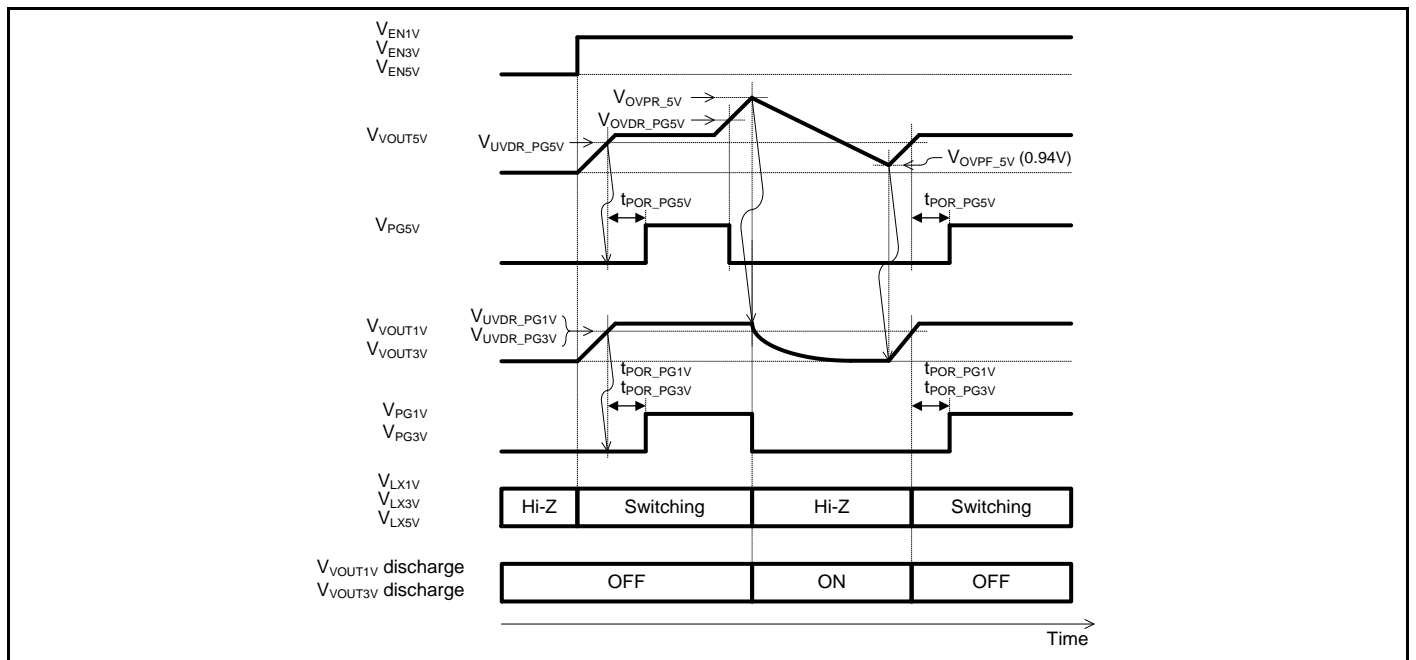 VEN1V
VEN3V
VEN5V
VOVPR_5V
VOVDR_PG5V
VVOUT5V
VUVDR_PG5V
VOVPF_5V (0.94V)
tPOR_PG5V
tPOR_PG5V
VPG5V
VUVDR_PG1V
VUVDR_PG3V
VVOUT1V
VVOUT3V
tPOR_PG1V
tPOR_PG3V
tPOR_PG1V
tPOR_PG3V
VPG1V
VPG3V
VLX1V
VLX3V
VLX5V
Hi-Z
Switching
Hi-Z
Switching
VVOUT1V discharge
VVOUT3V discharge
OFF
ON
OFF
Time